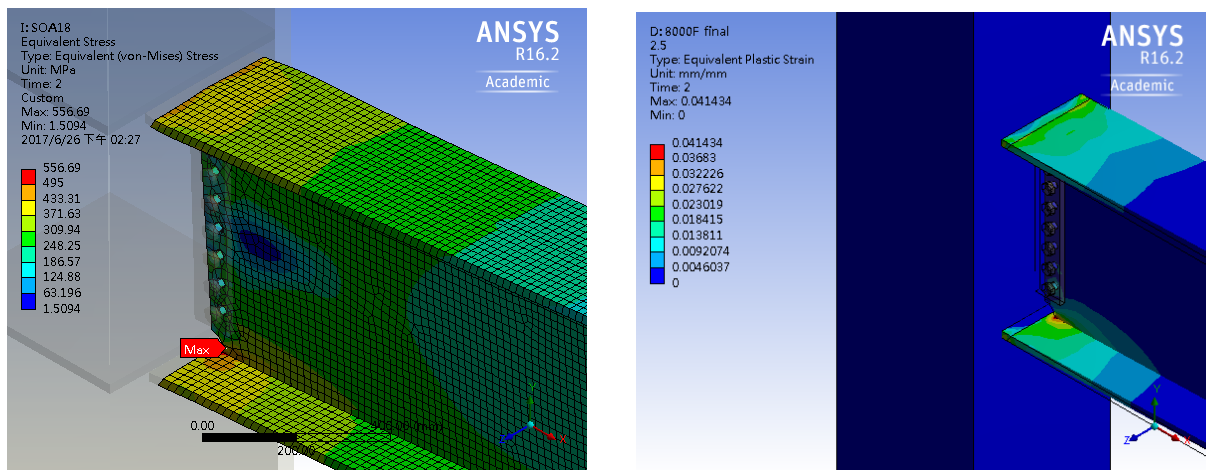 I: SOA18
Equivalent Stress
Type: Equivalent (von-Mises) Stress
Unit: MPa
Time: 2
Custom
Max: 556.69
Min: 1.5094
2017/6/26 下午 02:27
556.69
495
433.31
371.63
309.94
248.25
186.57
124.88
63.196
1.5094
ANSYS
R16.2
Academic
Max
0.00
200.00
Y
X
D: 8000F final
2.5
Type: Equivalent Plastic Strain
Unit: mm/mm
Time: 2
Max: 0.041434
Min: 0
0.041434
0.03683
0.032226
0.027622
0.023019
0.018415
0.013811
0.0092074
0.0046037
0
ANSYS
R16.2
Academic
Y
Z
X